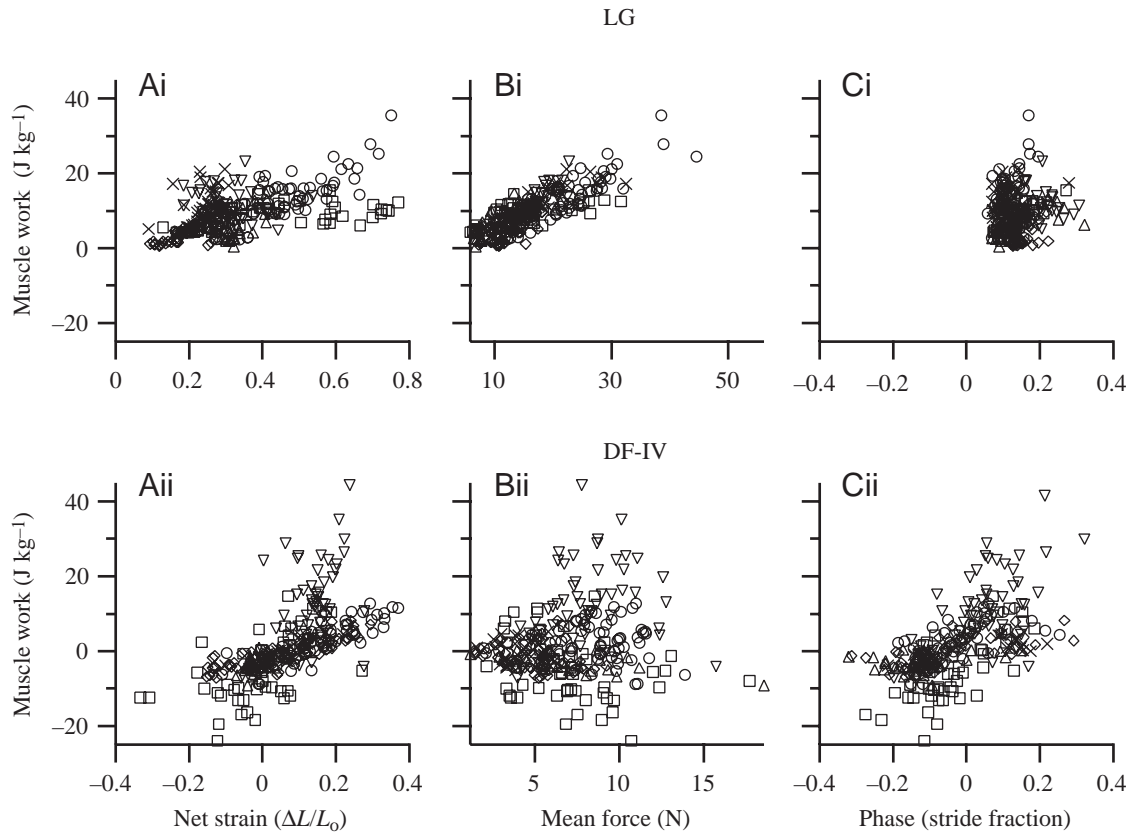 LG
Ai
Bi
Ci
Muscle work (J kg–1)
40
20
0
–20
0 0.2 0.4 0.6 0.8
10 30 50
–0.4 –0.2 0 0.2 0.4
DF-IV
Aii
Bii
Cii
Muscle work (J kg–1)
40
20
0
–20
–0.4 –0.2 0 0.2 0.4
5 10 15
–0.4 –0.2 0 0.2 0.4
Net strain (ΔL/Lo)
Mean force (N)
Phase (stride fraction)